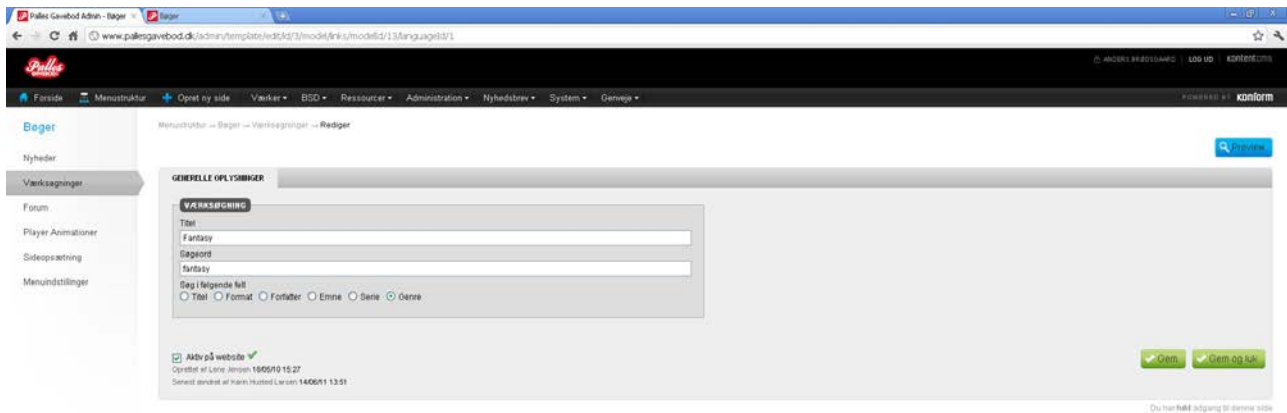 Palles Gavebod Admin - Bøger
Bøger
www.pallesgavebod.dk/admin/template/edit/id/3/model/links/modelId/13/languageId/1
Palles
LOG UD
Kontentcms
Forside
Menustruktur
Opret ny side
Værker
BSD
Ressourcer
Administration
Nyhedsbrev
System
Genveje
POWERED BY Konform
Bøger
Menustruktur → Bøger → Værksøgninger → Rediger
Preview
Nyheder
Værksøgninger
GENERELLE OPLYSNINGER
VÆRKSØGNING
Forum
Titel
Fantasy
Player Animationer
Søgeord
Sideopsætning
fantasy
Menuindstillinger
Søg i følgende felt
Titel Format Forfatter Emne Serie Genre
Aktiv på website
Gem
Gem og luk
Oprettet af Lene Jensen 18/05/10 15:27
Senest ændret af Karin Husted Larsen 14/06/11 13:51
Du har fuld adgang til denne side